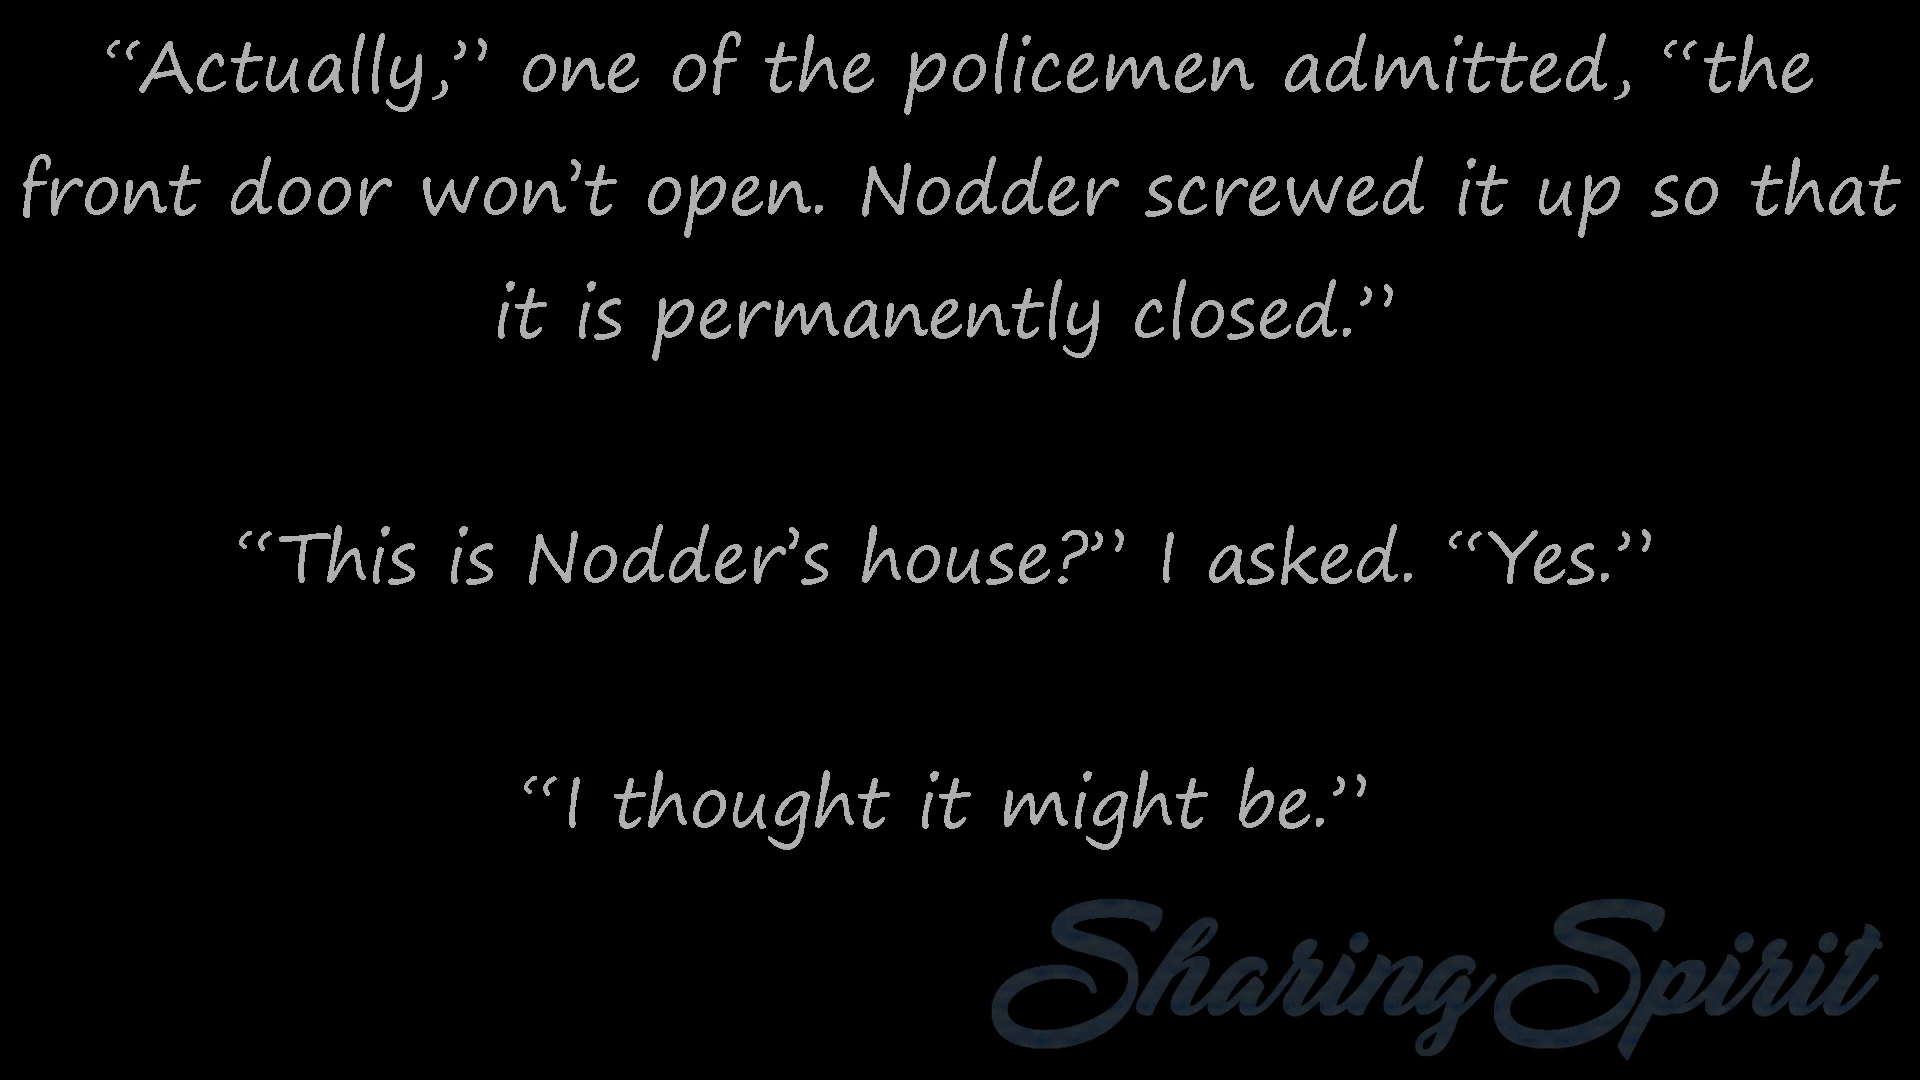 “Actually,” one of the policemen admitted, “the
front door won’t open. Nodder screwed it up so that
it is permanently closed.”
“This is Nodder’s house?” I asked. “Yes.”
“I thought it might be.”
Sharing Spirit